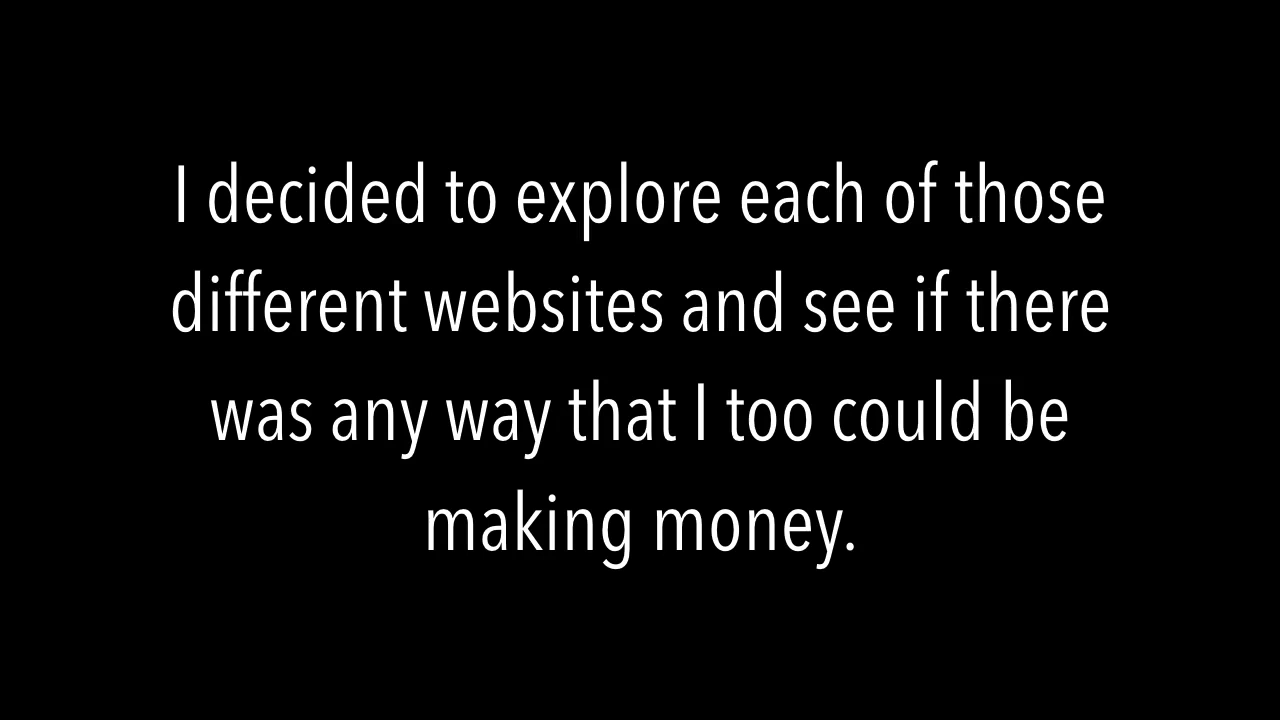 I decided to explore each of those
different websites and see if there
was any way that I too could be
making money.